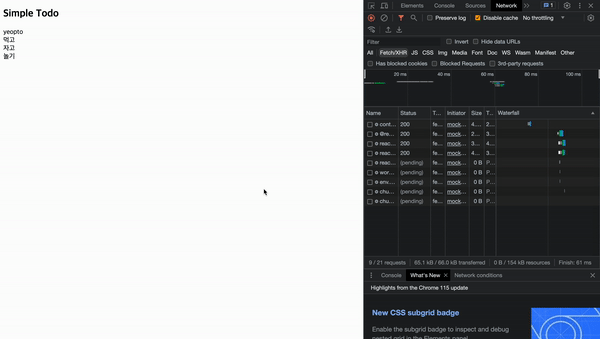 Simple Todo
yeopto
먹고
자고
놀기
Elements Console Sources Network 1
Preserve log Disable cache No throttling
Filter Invert Hide data URLs
All Fetch/XHR JS CSS Img Media Font Doc WS Wasm Manifest Other
Has blocked cookies Blocked Requests 3rd-party requests
20 ms 40 ms 60 ms 80 ms 100 ms
Name Status T... Initiator Size T... Waterfall
cont... 200 fe... mock... 4... 2...
@re... 200 fe... mock... 2... 3...
reac... 200 fe... mock... 3... 4...
reac... 200 fe... mock... 4... 3...
reac... (pending) fe... mock... 0 B P...
wor... (pending) fe... mock... 0 B P...
env... (pending) fe... mock... 0 B P...
chu... (pending) fe... mock... 0 B P...
chu... (pending) fe... mock... 0 B P...
9 / 21 requests 65.1 kB / 66.0 kB transferred 0 B / 154 kB resources Finish: 81 ms
Console What's New Network conditions
Highlights from the Chrome 115 update
New CSS subgrid badge
Enable the subgrid badge to inspect and debug
nested grid in the Elements panel